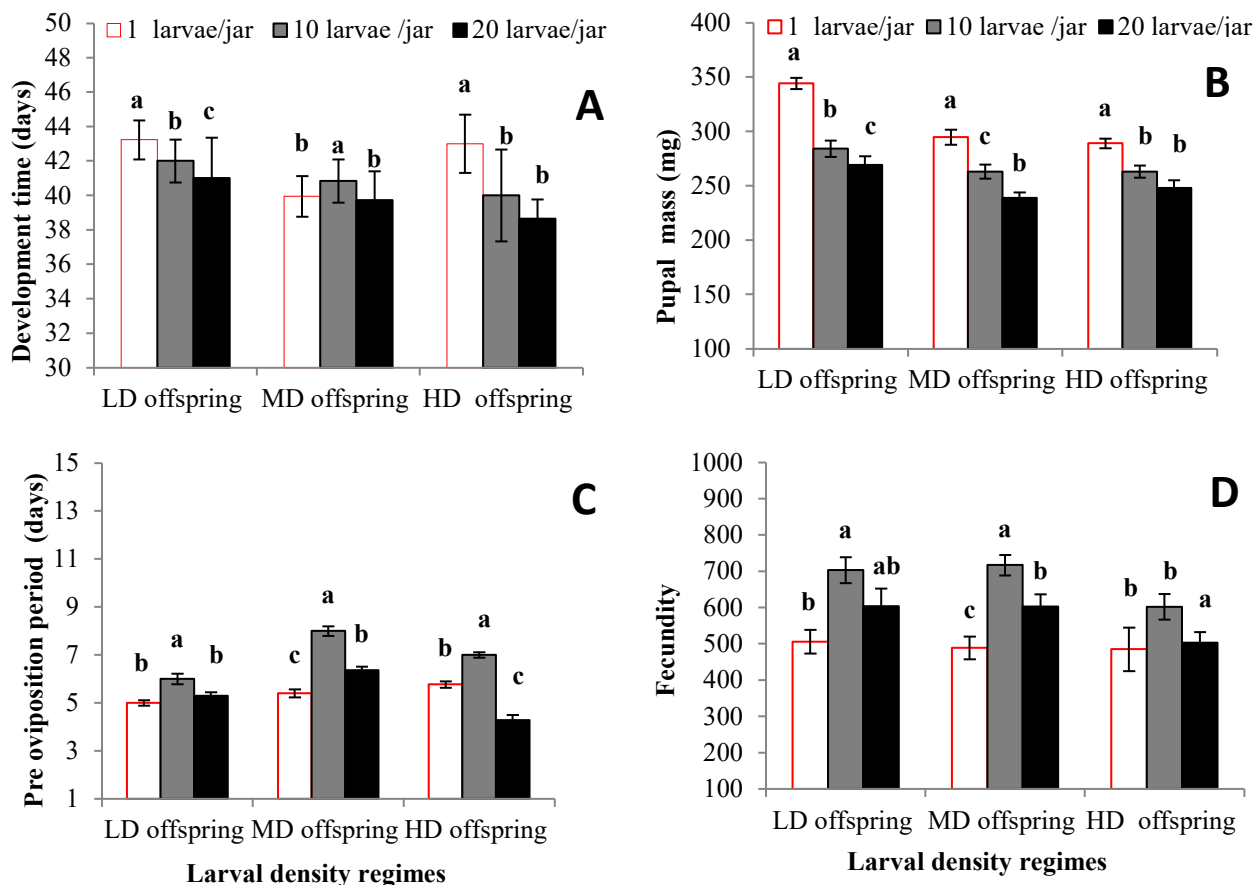 1 larvae/jar 10 larvae /jar 20 larvae/jar
A
Development time (days)
50
48
46
44
42
40
38
36
34
32
30
a b c b a b a b b
LD offspring MD offspring HD offspring
1 larvae/jar 10 larvae /jar 20 larvae/jar
B
Pupal mass (mg)
400
350
300
250
200
150
100
a b c a c b a b b
LD offspring MD offspring HD offspring
C
Pre oviposition period (days)
15
13
11
9
7
5
3
1
b a b c a b b a c
LD offspring MD offspring HD offspring
Larval density regimes
D
Fecundity
1000
900
800
700
600
500
400
300
200
100
b a ab c a b b b a
LD offspring MD offspring HD offspring
Larval density regimes